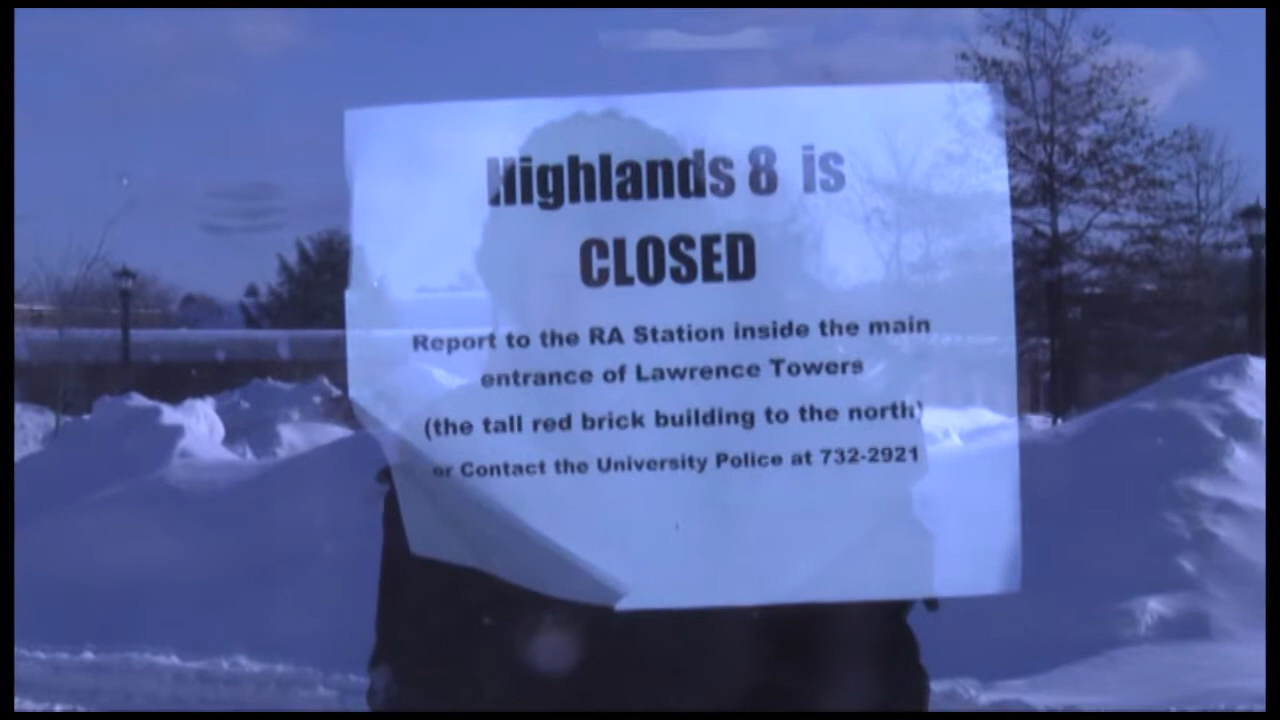 Highlands 8 is
CLOSED
Report to the RA Station inside the main
entrance of Lawrence Towers
(the tall red brick building to the north)
or Contact the University Police at 732-2921